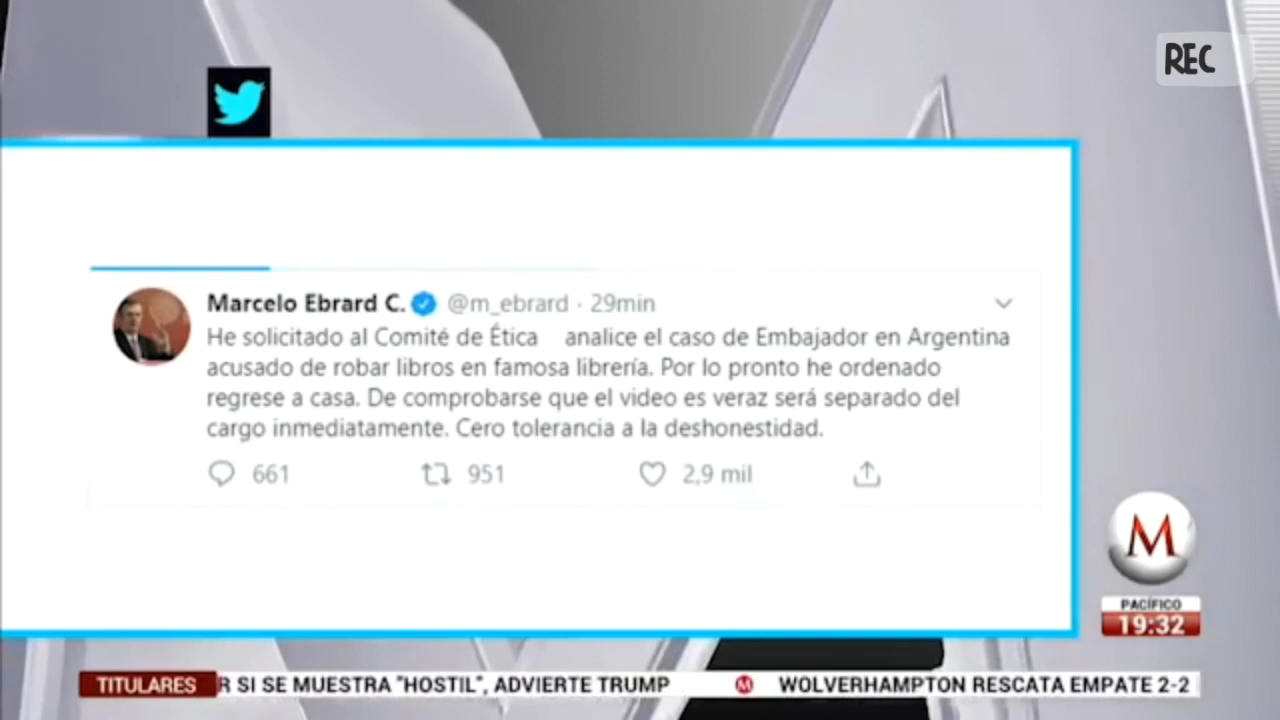 REC
Marcelo Ebrard C. @m_ebrard · 29min
He solicitado al Comité de Ética analice el caso de Embajador en Argentina
acusado de robar libros en famosa librería. Por lo pronto he ordenado
regrese a casa. De comprobarse que el video es veraz será separado del
cargo inmediatamente. Cero tolerancia a la deshonestidad.
661 951 2,9 mil
M
PACÍFICO
19:32
TITULARES R SI SE MUESTRA "HOSTIL", ADVIERTE TRUMP M WOLVERHAMPTON RESCATA EMPATE 2-2